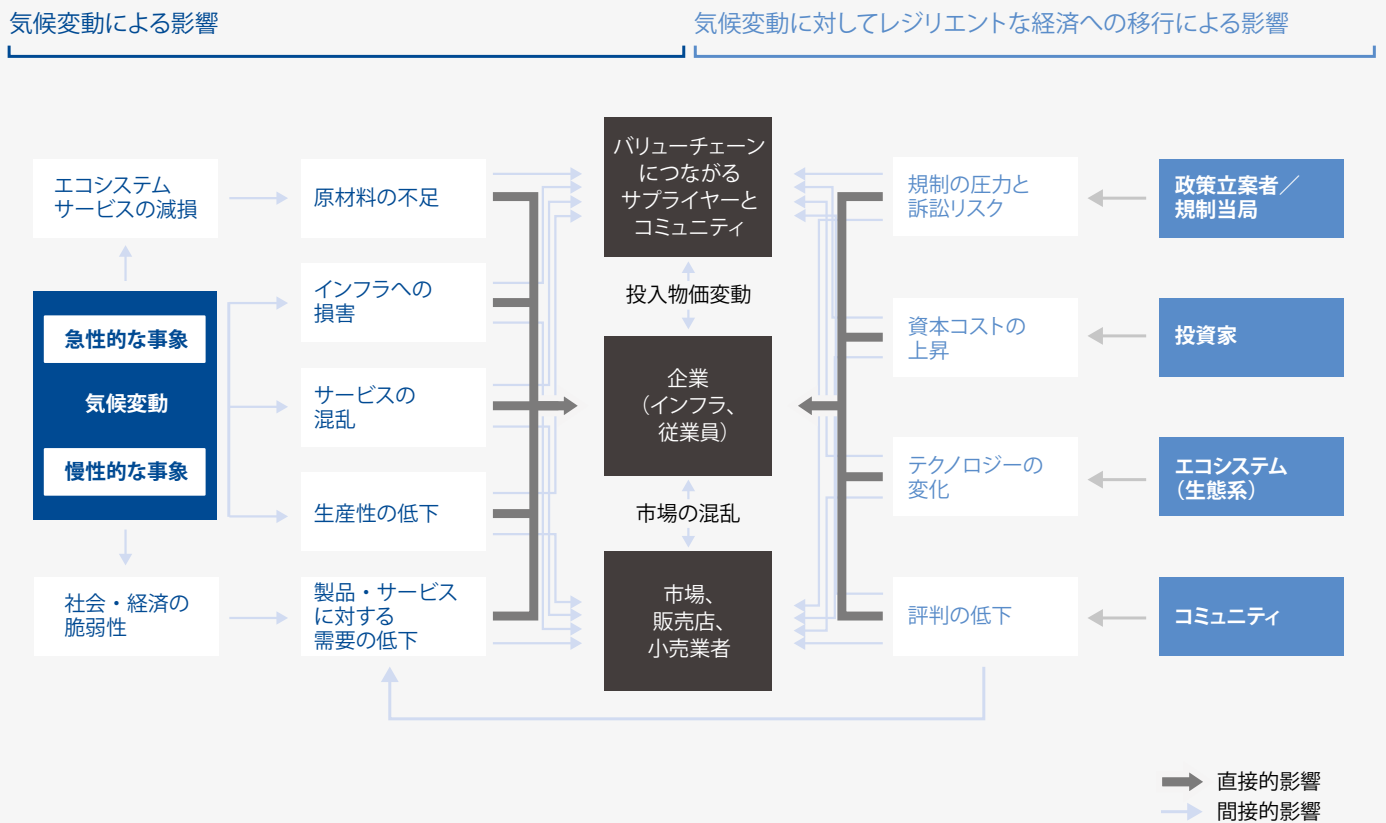 気候変動による影響
気候変動に対してレジリエントな経済への移行による影響
エコシステム
サービスの減損
急性的な事象
気候変動
慢性的な事象
社会・経済の
脆弱性
原材料の不足
インフラへの
損害
サービスの
混乱
生産性の低下
製品・サービス
に対する
需要の低下
バリューチェーン
につながる
サプライヤーと
コミュニティ
投入物価変動
企業
（インフラ、
従業員）
市場の混乱
市場、
販売店、
小売業者
規制の圧力と
訴訟リスク
資本コストの
上昇
テクノロジーの
変化
評判の低下
政策立案者／
規制当局
投資家
エコシステム
（生態系）
コミュニティ
直接的影響
間接的影響